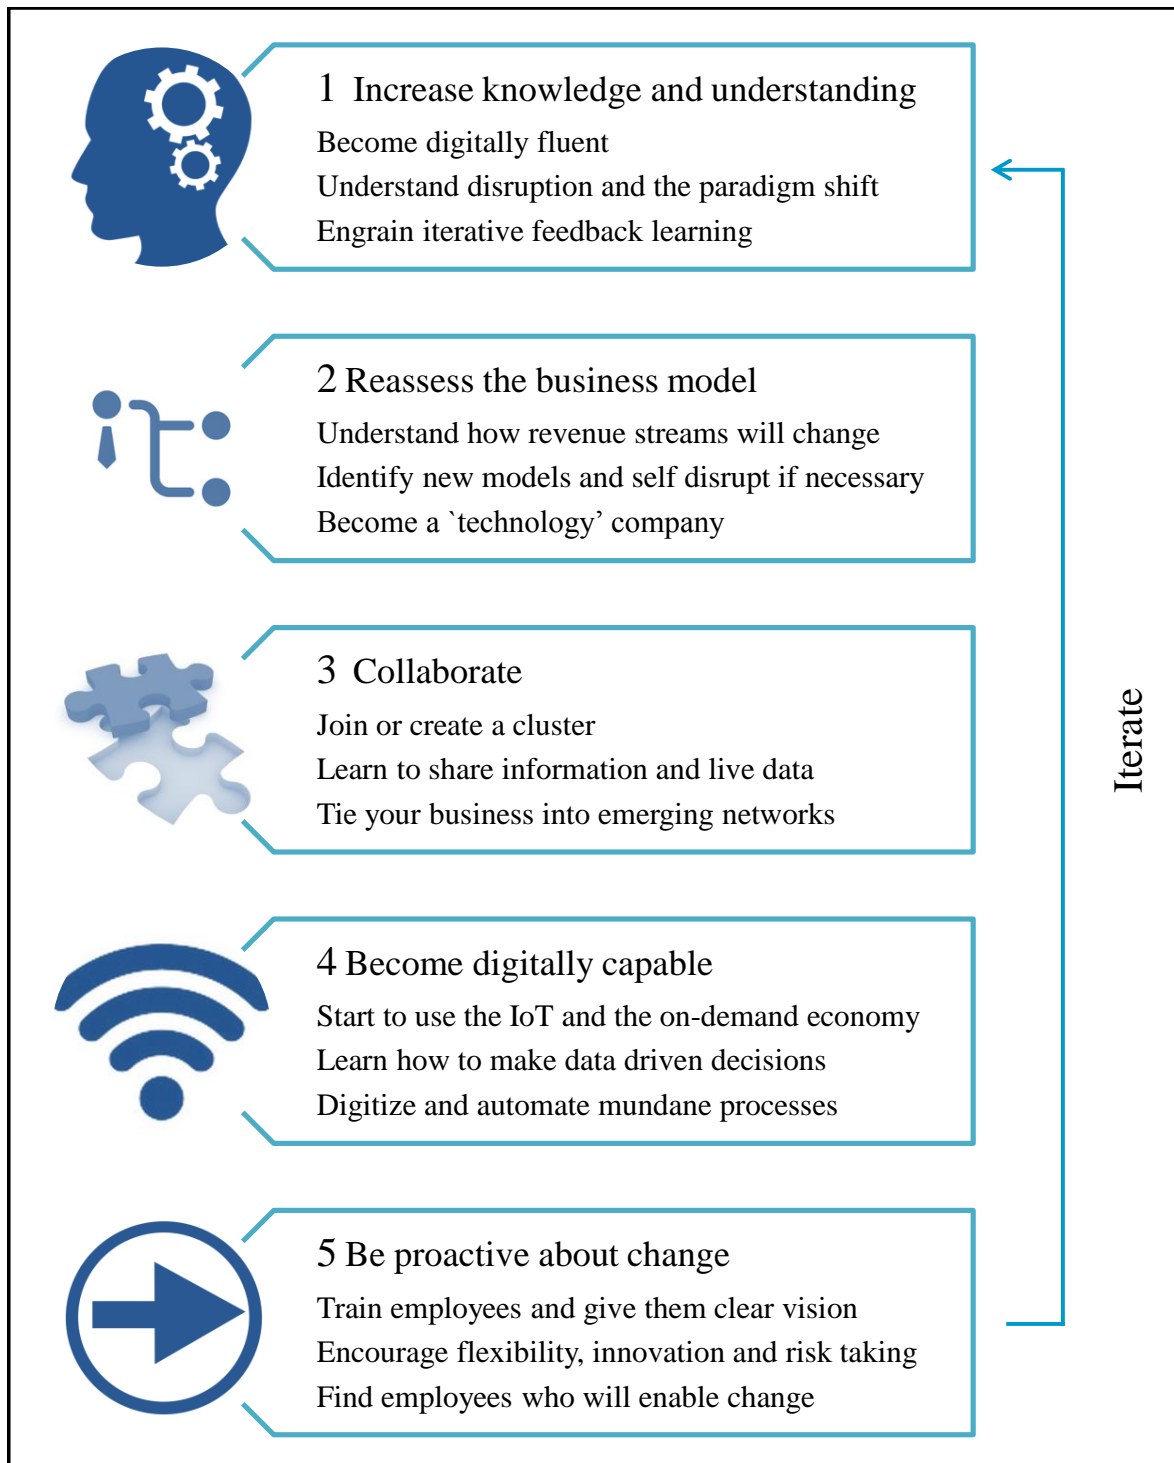 1 Increase knowledge and understanding
Become digitally fluent
Understand disruption and the paradigm shift
Engrain iterative feedback learning
2 Reassess the business model
Understand how revenue streams will change
Identify new models and self disrupt if necessary
Become a `technology’ company
3 Collaborate
Join or create a cluster
Learn to share information and live data
Tie your business into emerging networks
4 Become digitally capable
Start to use the IoT and the on-demand economy
Learn how to make data driven decisions
Digitize and automate mundane processes
5 Be proactive about change
Train employees and give them clear vision
Encourage flexibility, innovation and risk taking
Find employees who will enable change
Iterate